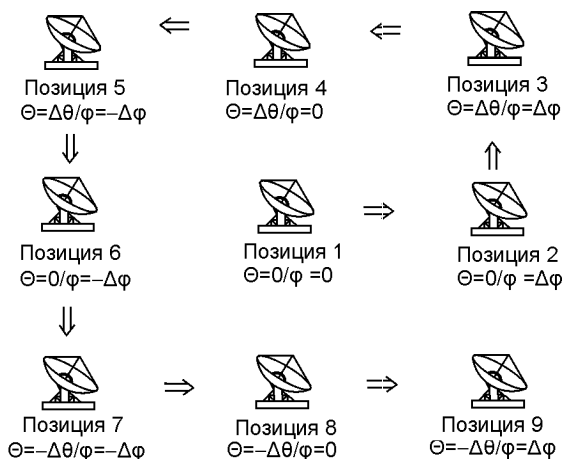 Позиция 5
Θ=Δθ/φ=−Δφ
Позиция 4
Θ=Δθ/φ=0
Позиция 3
Θ=Δθ/φ=Δφ
Позиция 6
Θ=0/φ=−Δφ
Позиция 1
Θ=0/φ =0
Позиция 2
Θ=0/φ =Δφ
Позиция 7
Θ=−Δθ/φ=−Δφ
Позиция 8
Θ=−Δθ/φ=0
Позиция 9
Θ=−Δθ/φ=Δφ